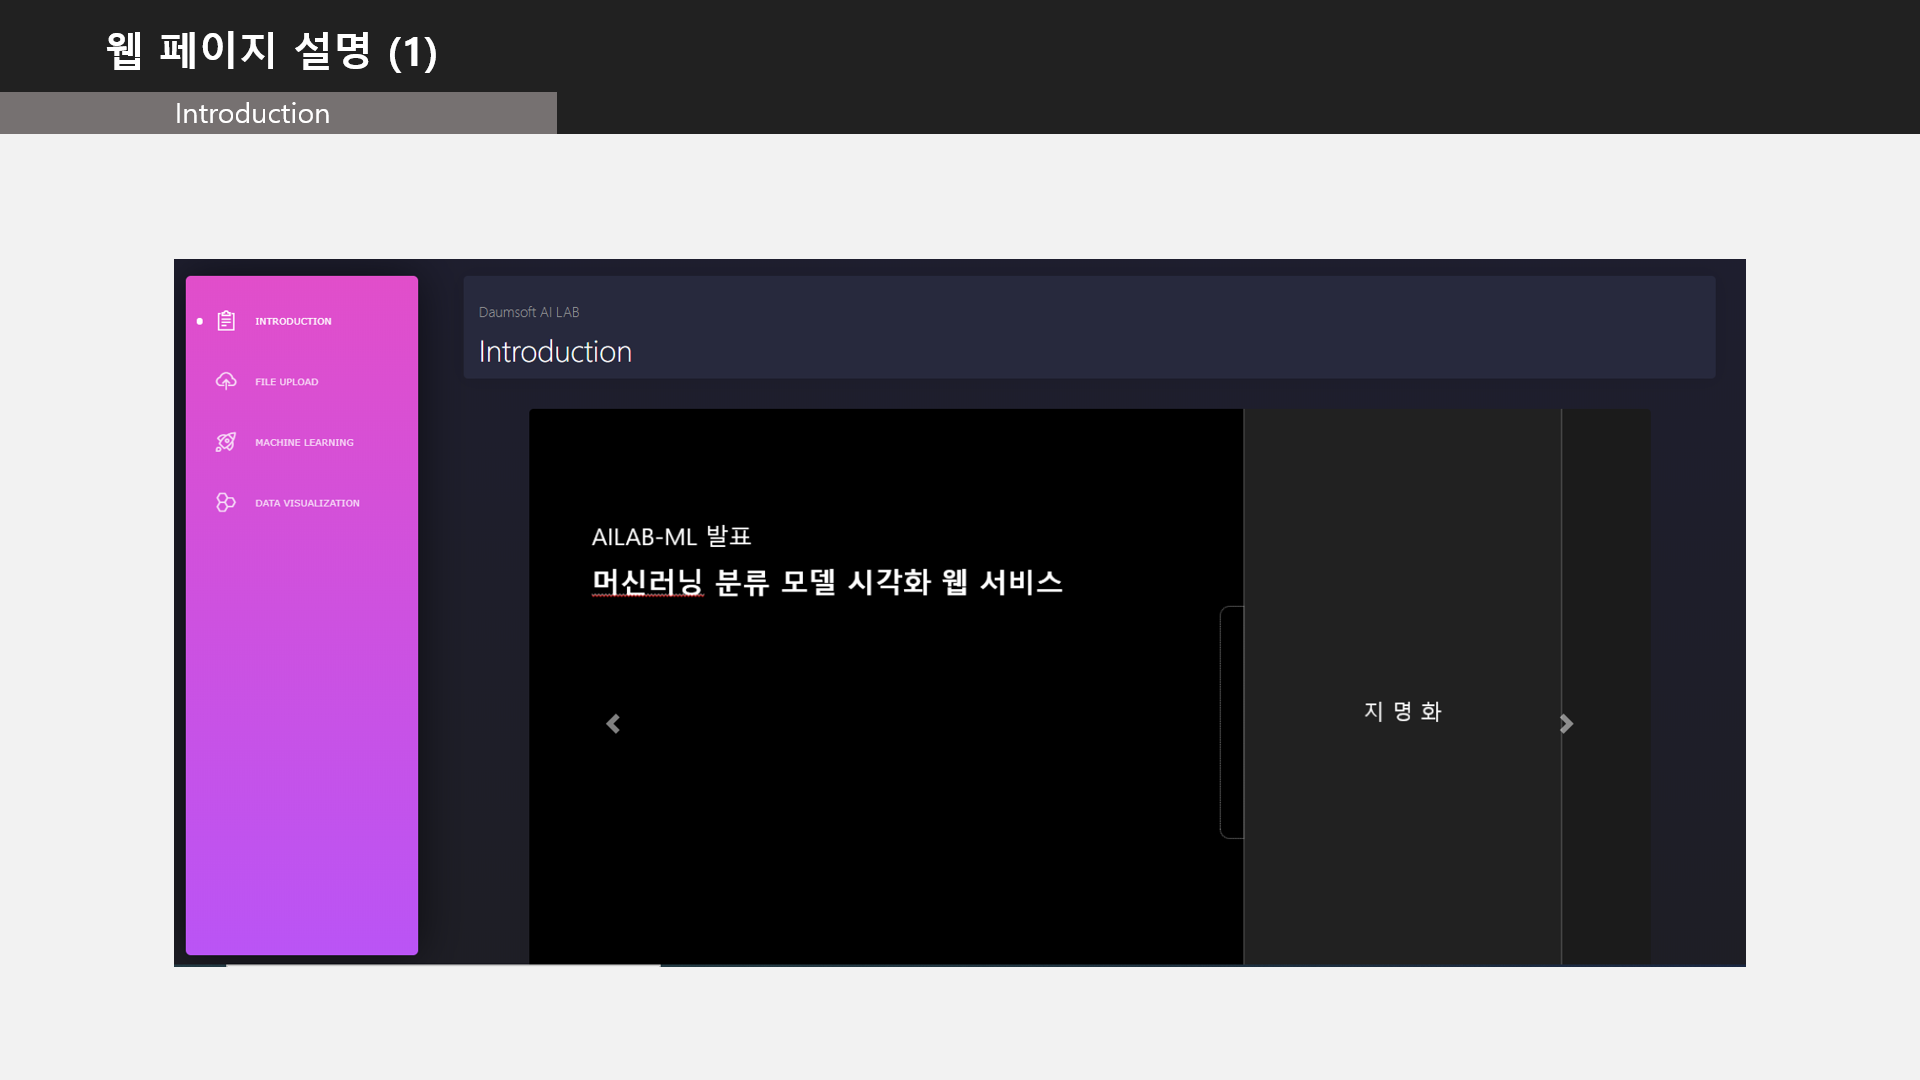 웹 페이지 설명 (1)
Introduction
INTRODUCTION
FILE UPLOAD
MACHINE LEARNING
DATA VISUALIZATION
Daumsoft AI LAB
Introduction
AILAB-ML 발표
머신러닝 분류 모델 시각화 웹 서비스
지 명 화